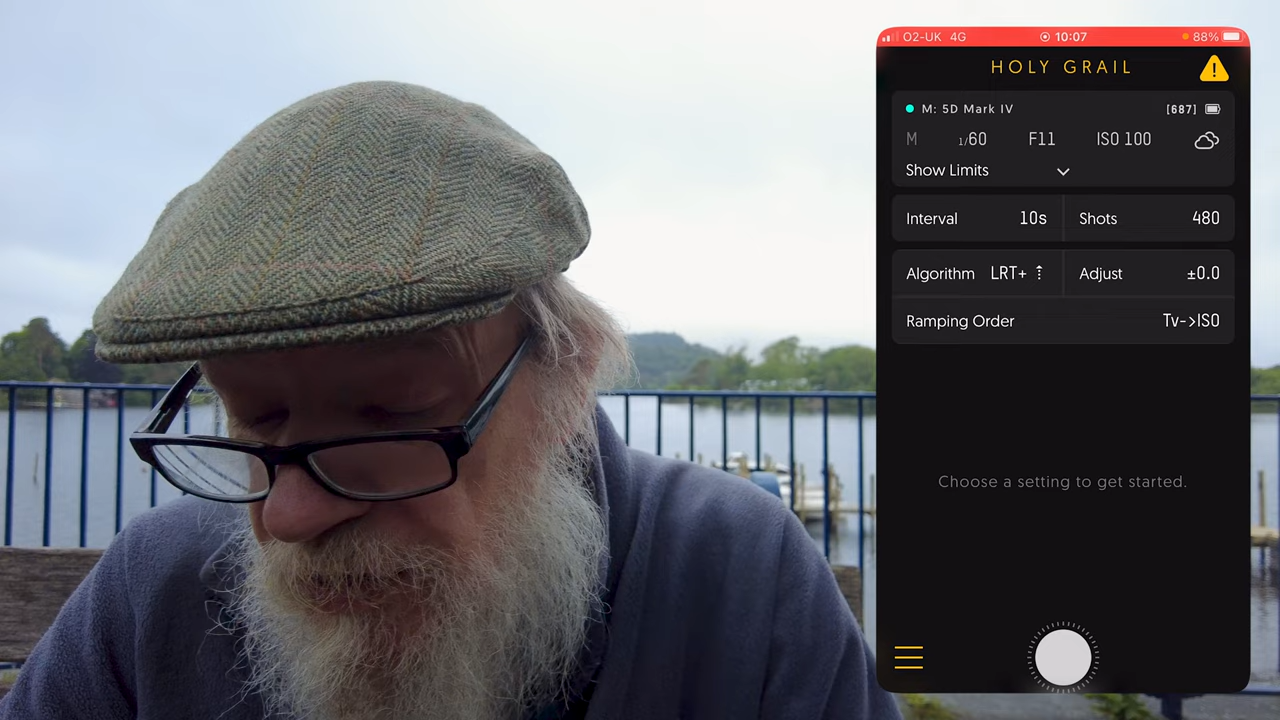 O2-UK 4G 10:07 88%
HOLY GRAIL
M: 5D Mark IV [687]
M 1/60 F11 ISO 100
Show Limits
Interval 10s Shots 480
Algorithm LRT+ Adjust ±0.0
Ramping Order Tv->ISO
Choose a setting to get started.